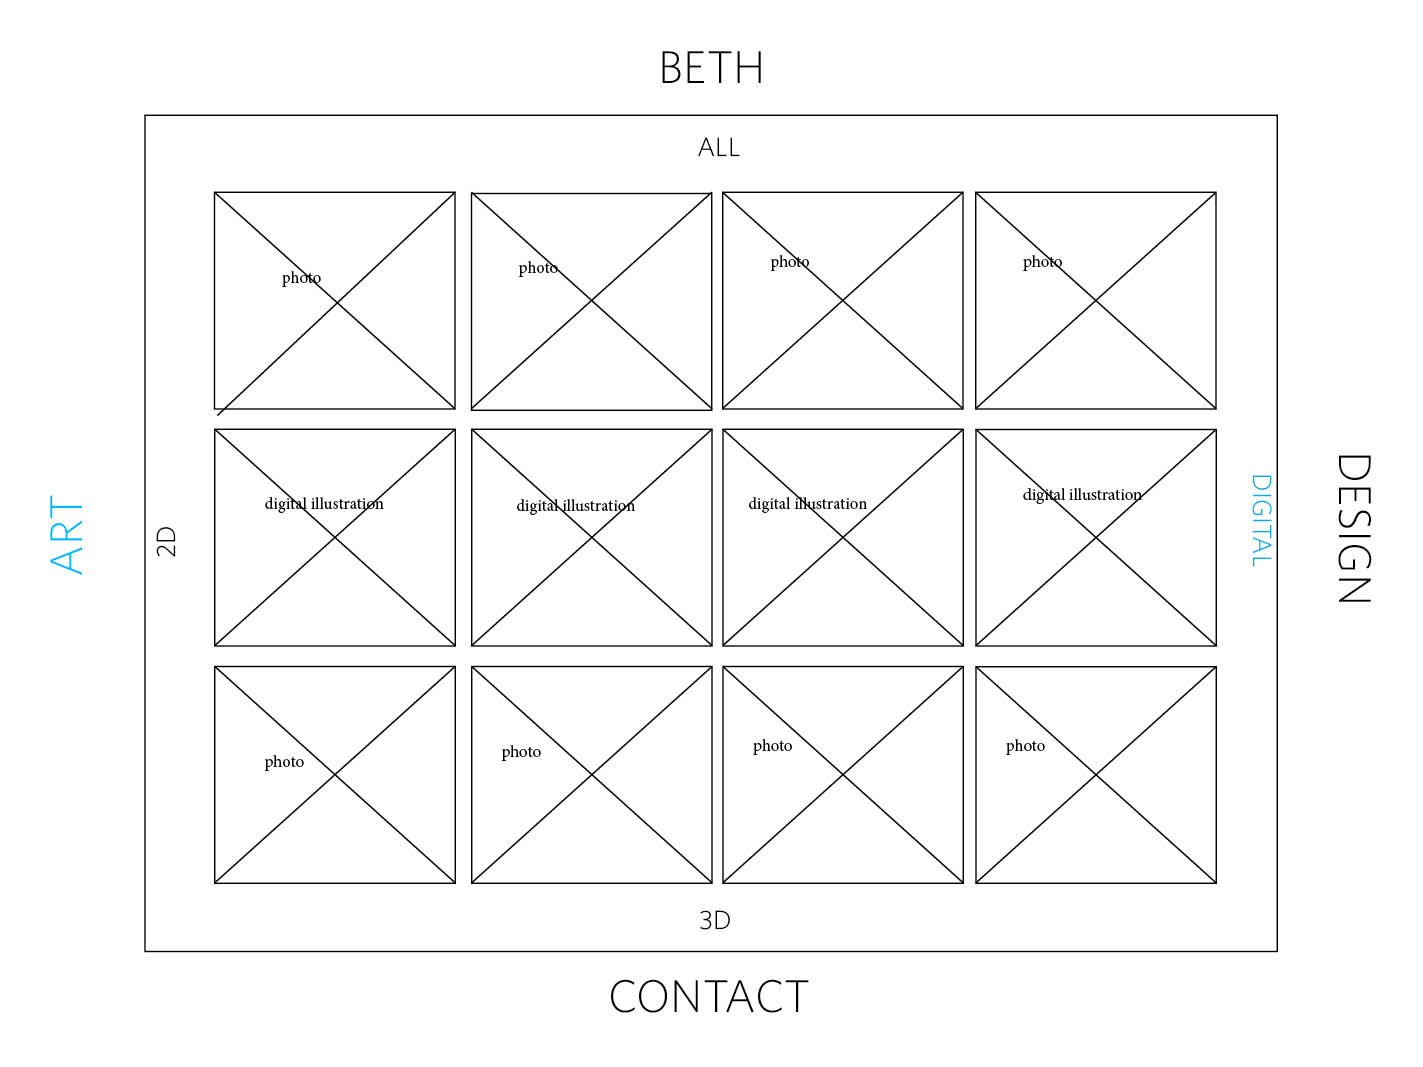 BETH
ALL
photo
photo
photo
photo
digital illustration
digital illustration
digital illustration
digital illustration
ART
2D
DIGITAL
DESIGN
photo
photo
photo
photo
3D
CONTACT